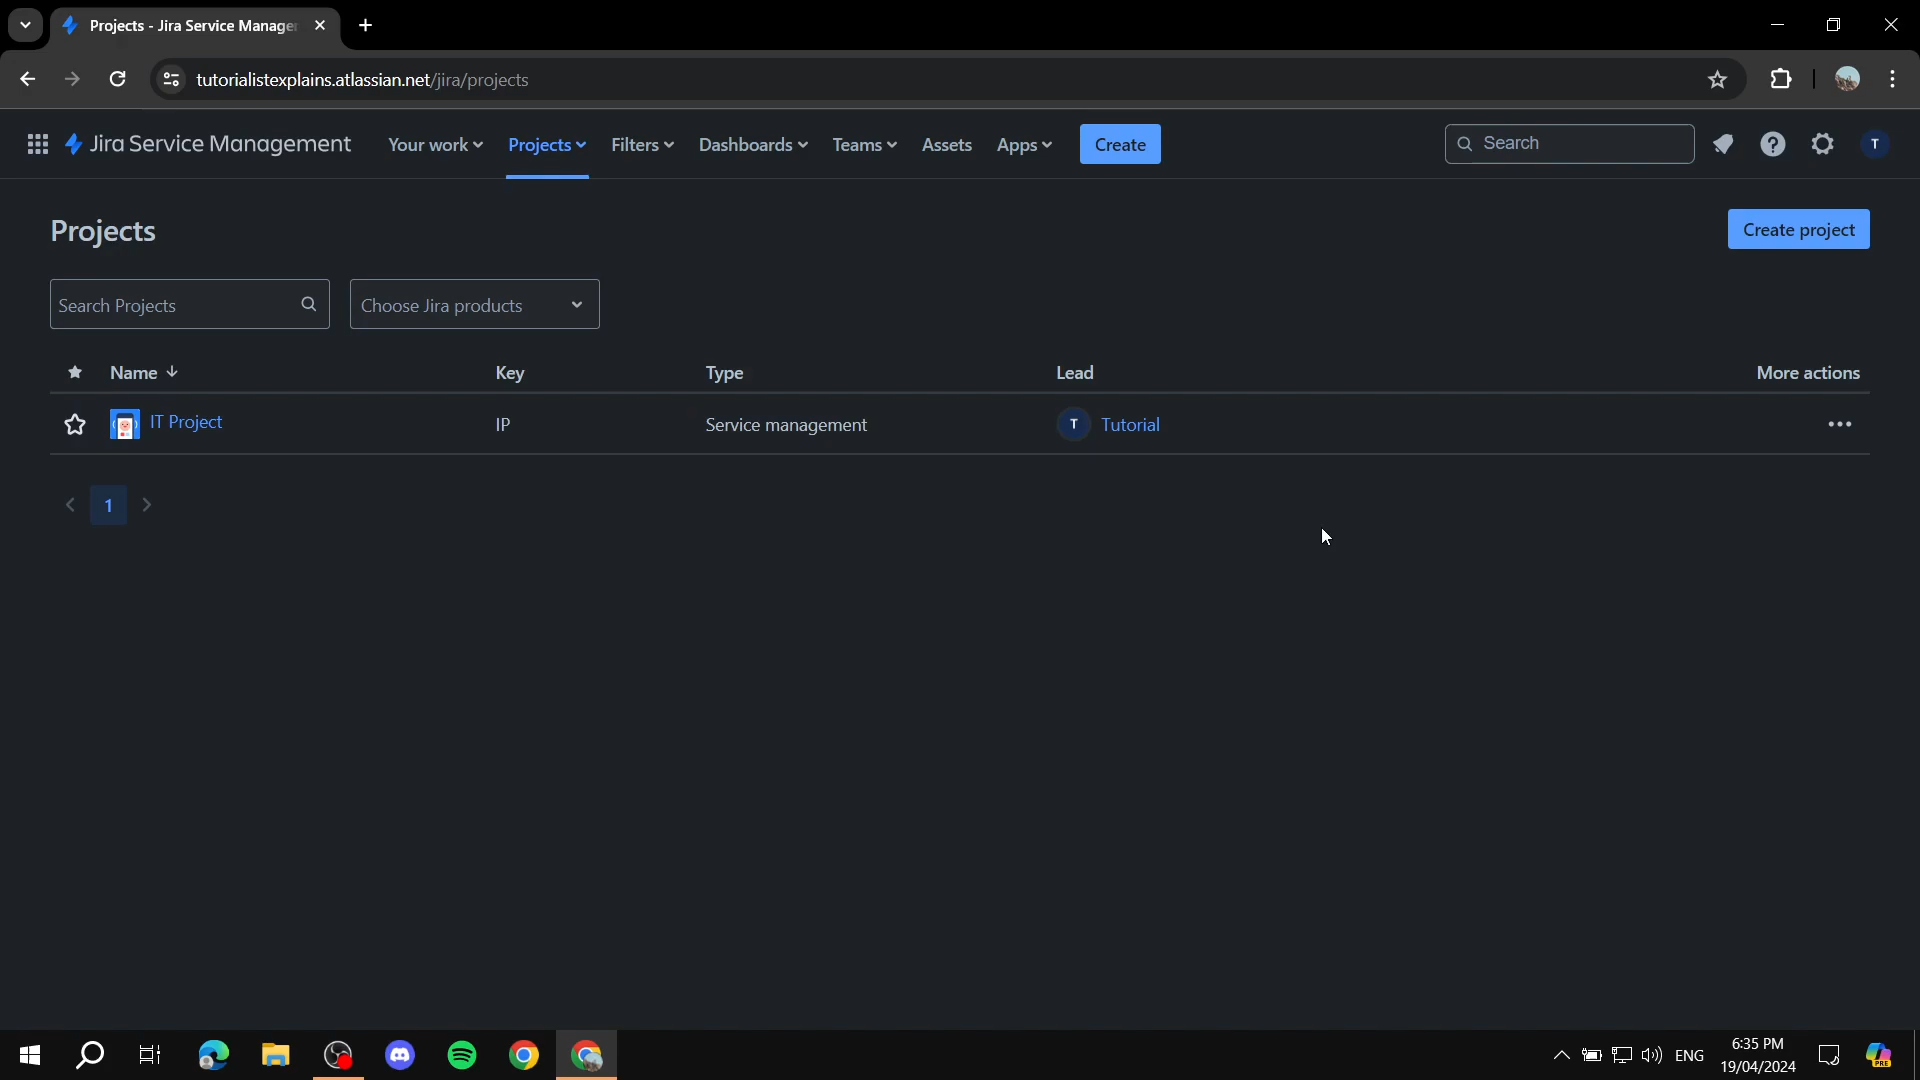 Projects - Jira Service Manage
tutorialistexplains.atlassian.net/jira/projects
Jira Service Management Your work Projects Filters Dashboards Teams Assets Apps Create Search T
Projects
Create project
Search Projects Choose Jira products
Name Key Type Lead More actions
IT Project IP Service management T Tutorial
1
ENG
6:35 PM
19/04/2024
PRE